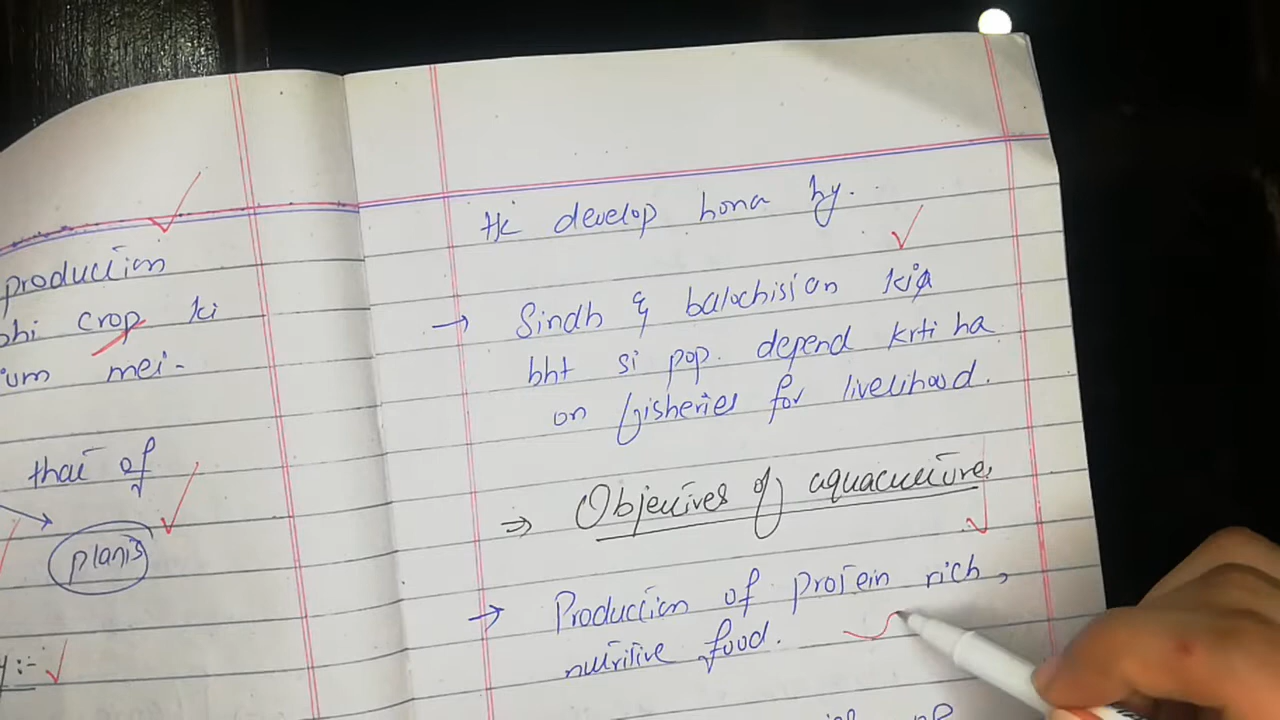 production
crop ki
mei-
that of
plants
develop hona hy.
→ Sindh & balochistan kia
bht si pop. depend krti ha
on fisheries for livelihood.
⇒ Objectives of aquaculture,
→ Production of protein rich,
nutritive food.